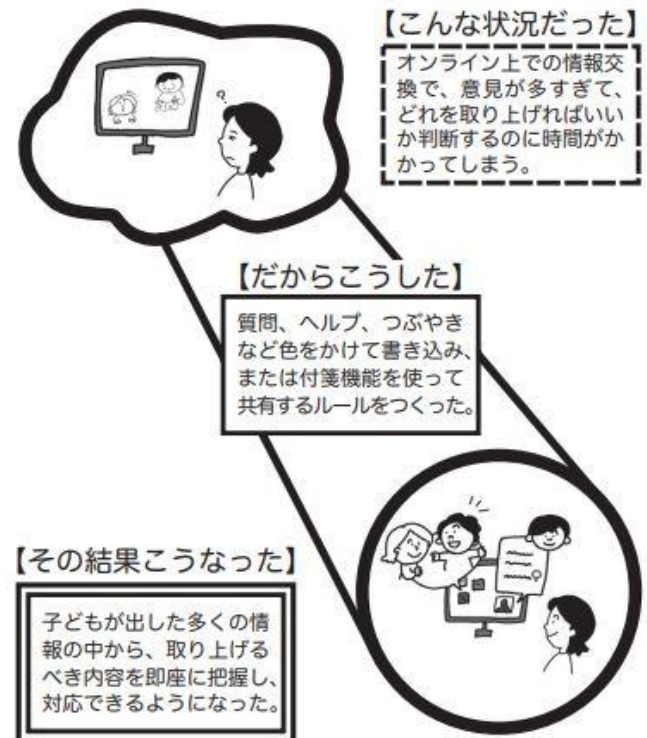 【こんな状況だった】
オンライン上での情報交
換で、意見が多すぎて、
どれを取り上げればいい
か判断するのに時間がか
かってしまう。
?
【だからこうした】
質問、ヘルプ、つぶやき
など色をかけて書き込み、
または付箋機能を使って
共有するルールをつくった。
【その結果こうなった】
子どもが出した多くの情
報の中から、取り上げる
べき内容を即座に把握し、
対応できるようになった。